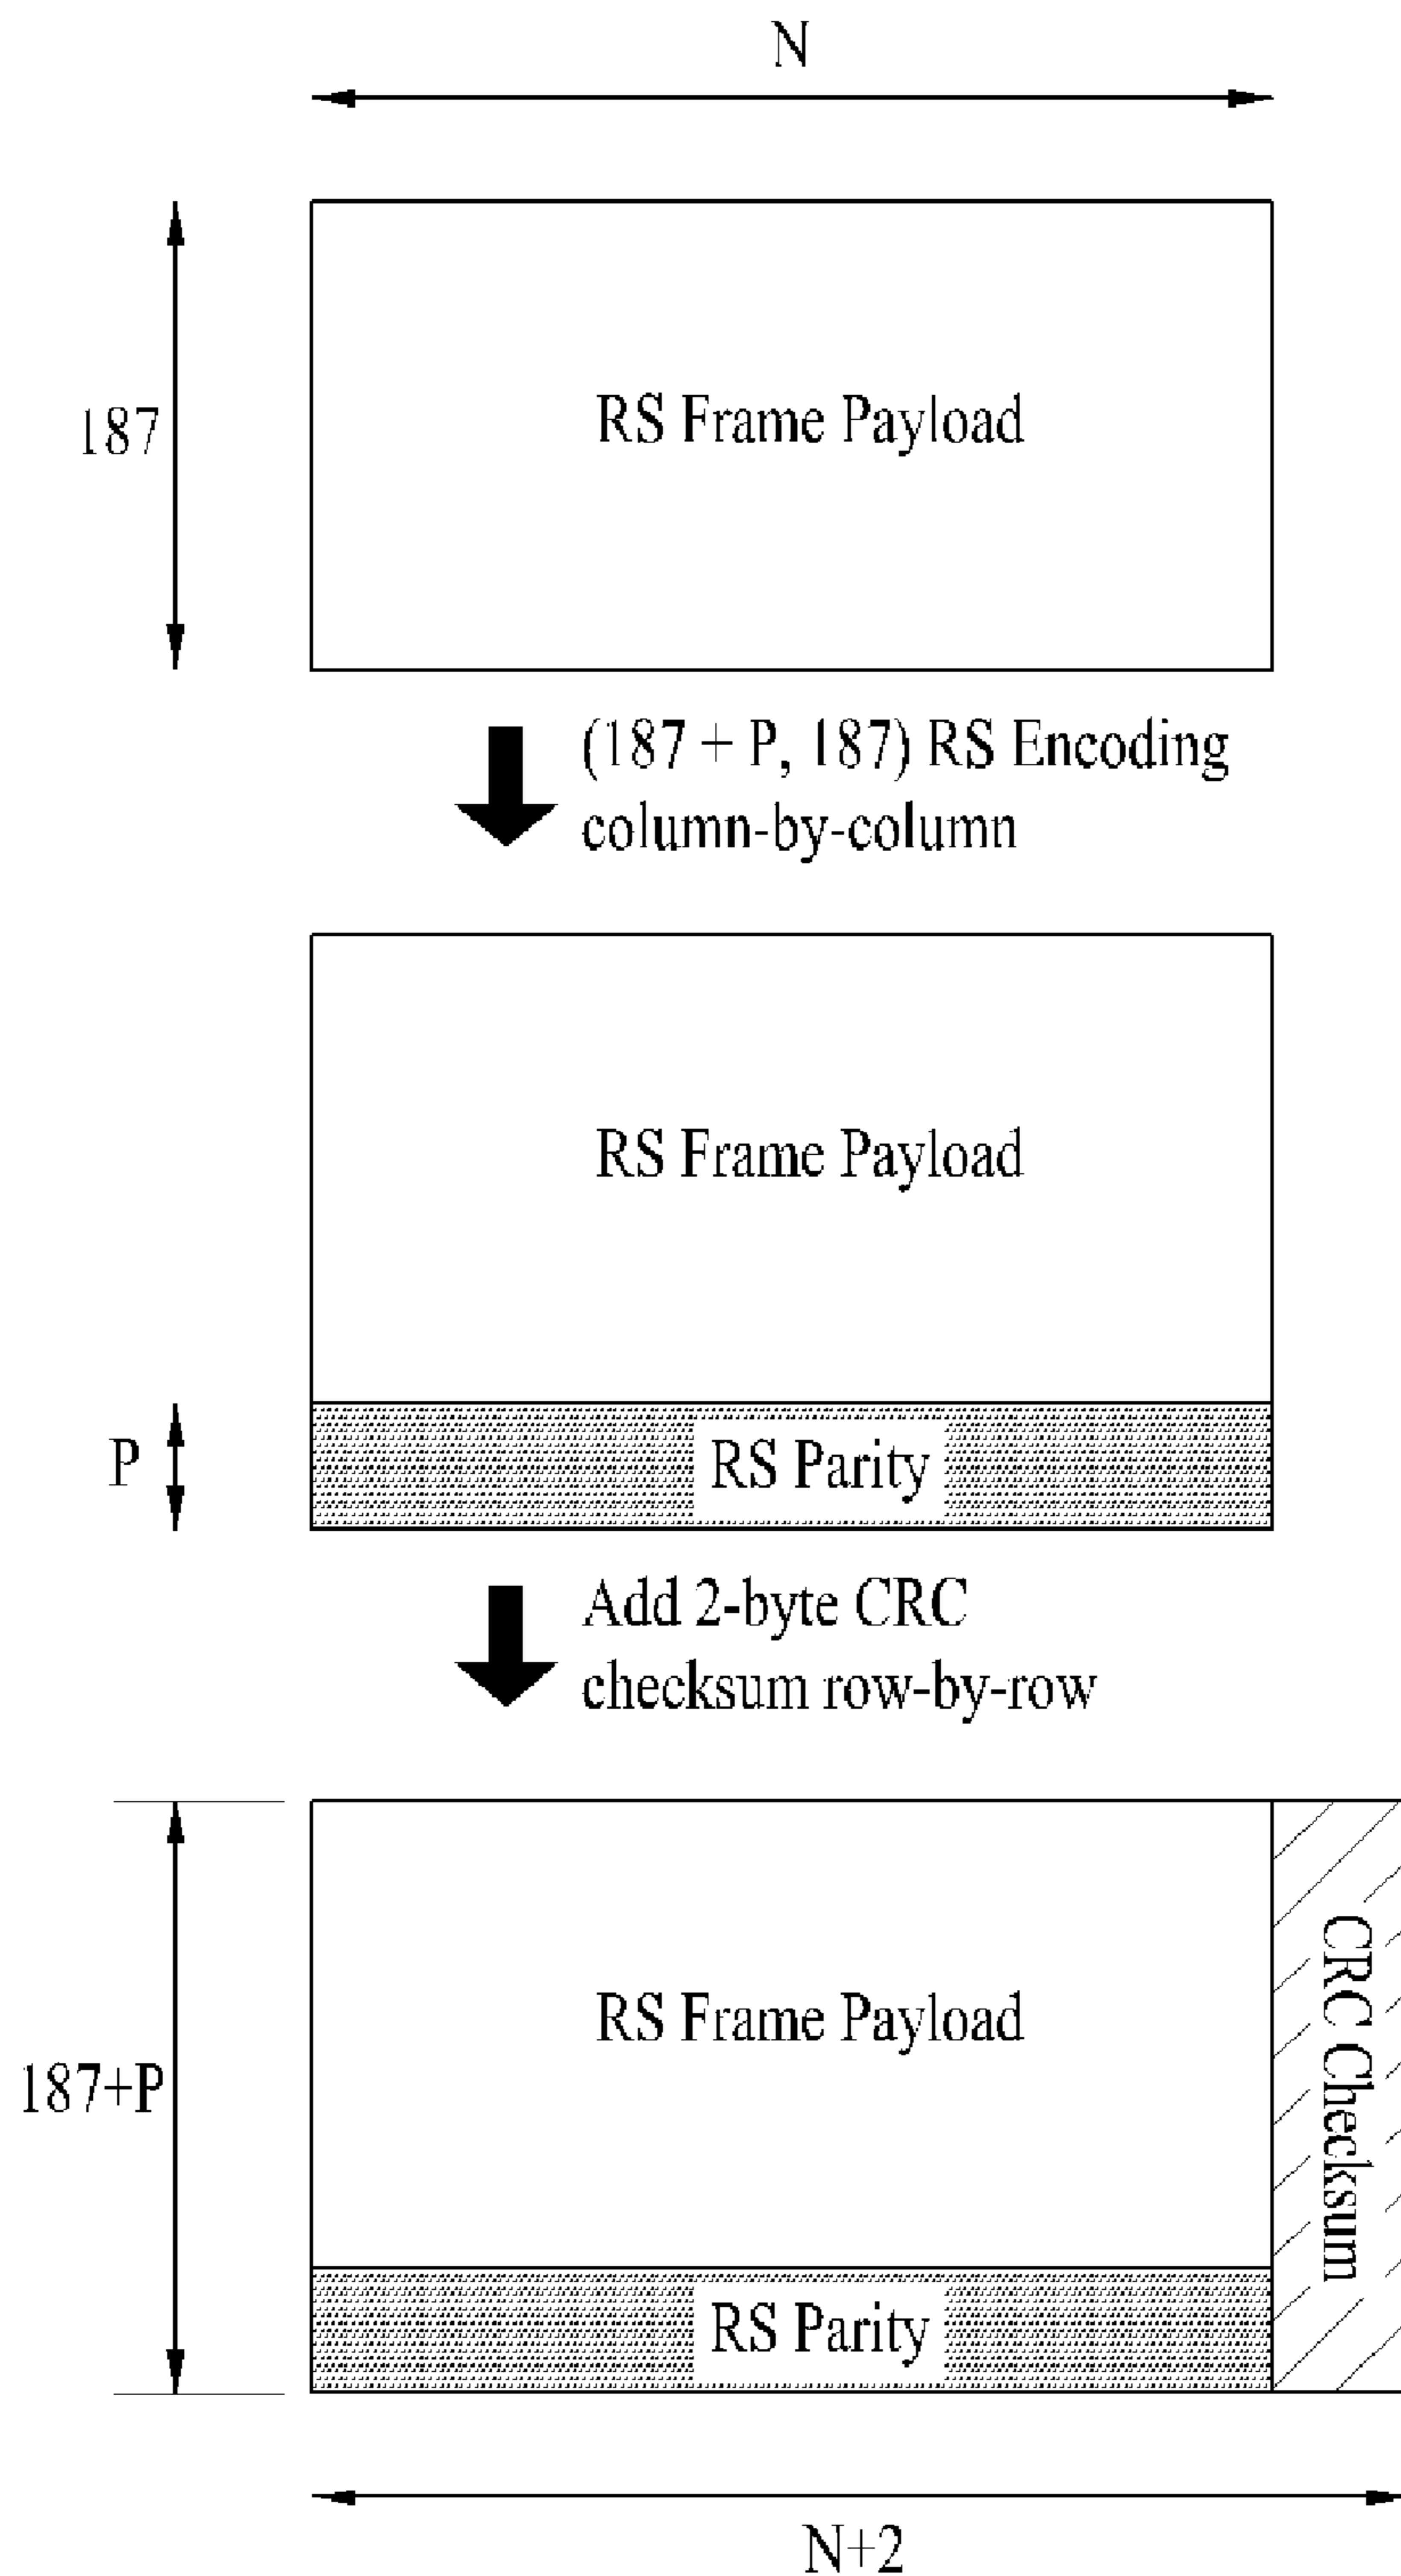 N
187
RS Frame Payload
(187 + P, 187) RS Encoding
column-by-column
RS Frame Payload
P
RS Parity
Add 2-byte CRC
checksum row-by-row
RS Frame Payload
CRC Checksum
187+P
RS Parity
N+2